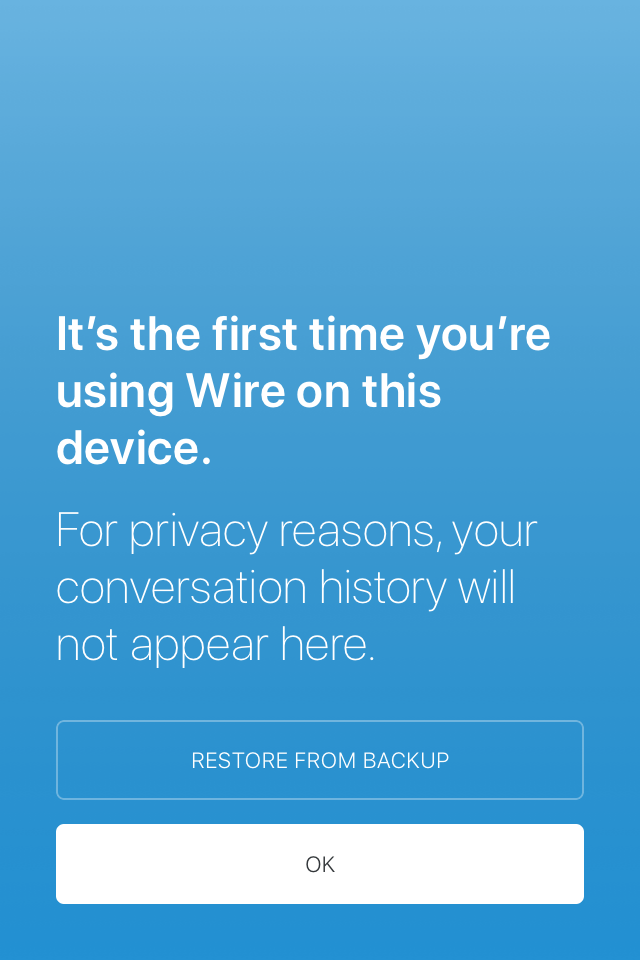 It’s the first time you’re
using Wire on this
device.
For privacy reasons, your
conversation history will
not appear here.
RESTORE FROM BACKUP
OK